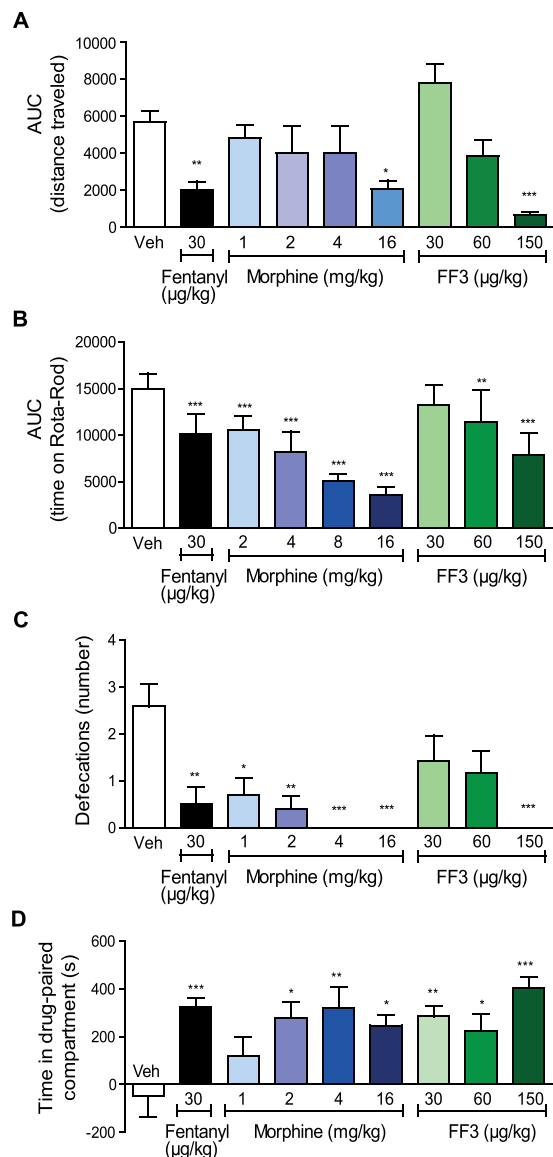 A
AUC
(distance traveled)
10000
8000
6000
4000
2000
0
** * ***
Veh 30 1 2 4 16 30 60 150
Fentanyl Morphine (mg/kg) FF3 (µg/kg)
(µg/kg)
B
AUC
(time on Rota-Rod)
20000
15000
10000
5000
0
*** *** *** *** *** ** ***
Veh 30 2 4 8 16 30 60 150
Fentanyl Morphine (mg/kg) FF3 (µg/kg)
(µg/kg)
C
Defecations (number)
4
3
2
1
0
** * ** *** *** ***
Veh 30 1 2 4 16 30 60 150
Fentanyl Morphine (mg/kg) FF3 (µg/kg)
(µg/kg)
D
Time in drug-paired
compartment (s)
600
400
200
0
-200
*** * ** * ** * ***
Veh
30 1 2 4 16 30 60 150
Fentanyl Morphine (mg/kg) FF3 (µg/kg)
(µg/kg)